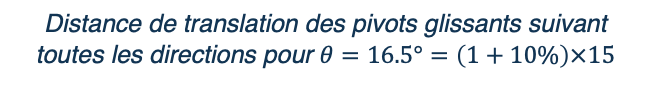 Distance de translation des pivots glissants suivant
toutes les directions pour 𝜃 = 16.5° = (1 + 10%)×15